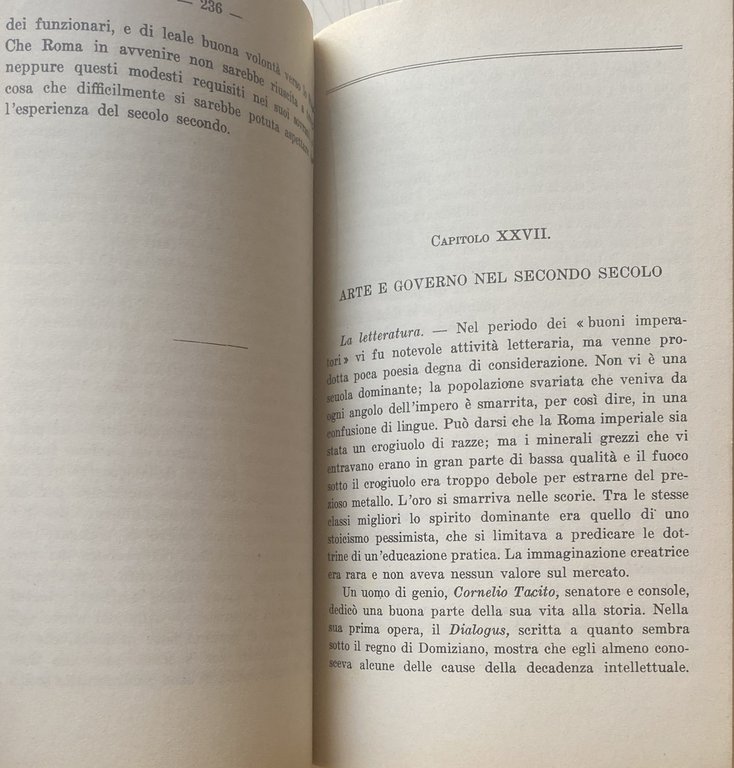 — 236 —
dei funzionari, e di leale buona volontà verso
Che Roma in avvenire non sarebbe riuscita a
neppure questi modesti requisiti nei suoi
cosa che difficilmente si sarebbe potuta aspettare
l'esperienza del secolo secondo.
Capitolo XXVII.
ARTE E GOVERNO NEL SECONDO SECOLO
La letteratura. — Nel periodo dei « buoni impera-
tori » vi fu notevole attività letteraria, ma venne pro-
dotta poca poesia degna di considerazione. Non vi è una
scuola dominante; la popolazione svariata che veniva da
ogni angolo dell'impero è smarrita, per così dire, in una
confusione di lingue. Può darsi che la Roma imperiale sia
stata un crogiuolo di razze; ma i minerali grezzi che vi
entravano erano in gran parte di bassa qualità e il fuoco
sotto il crogiuolo era troppo debole per estrarne del pre-
zioso metallo. L'oro si smarriva nelle scorie. Tra le stesse
classi migliori lo spirito dominante era quello di uno
stoicismo pessimista, che si limitava a predicare le dot-
trine di un'educazione pratica. La immaginazione creatrice
era rara e non aveva nessun valore sul mercato.
Un uomo di genio, Cornelio Tacito, senatore e console,
dedicò una buona parte della sua vita alla storia. Nella
sua prima opera, il Dialogus, scritta a quanto sembra
sotto il regno di Domiziano, mostra che egli almeno cono-
sceva alcune delle cause della decadenza intellettuale.